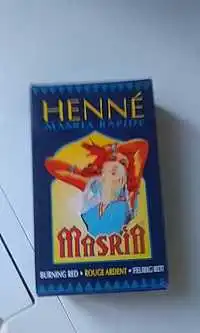 HENNÉ
MASRIA RAPIDE
MASRIA
BURNING RED • ROUGE ARDENT • FEURIG ROT